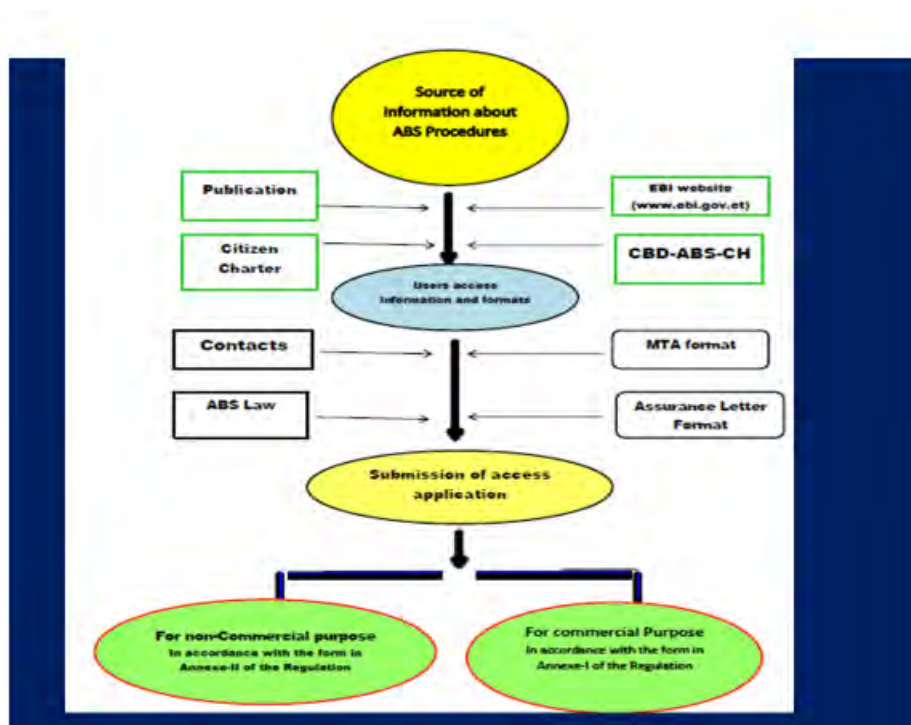 Source of
Information about
ABS Procedures
Publication
EBI website
(www.ebi.gov.et)
Citizen
Charter
CBD-ABS-CH
Users access
Information and formats
Contacts
MTA format
ABS Law
Assurance Letter
Format
Submission of access
application
For non-Commercial purpose
In accordance with the form in
Annexe-II of the Regulation
For commercial Purpose
In accordance with the form in
Annexe-I of the Regulation